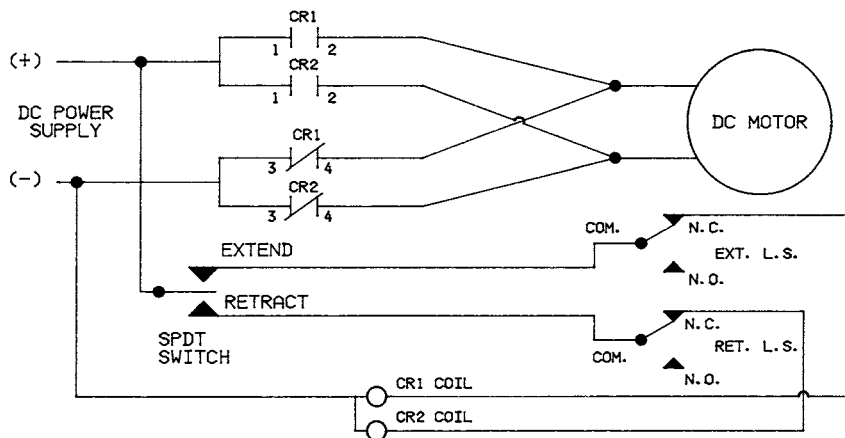 CR1
1 2
(+)
CR2
1 2
DC POWER
SUPPLY
DC MOTOR
CR1
3 4
(-)
CR2
3 4
COM.
N.C.
EXTEND
EXT. L.S.
N.O.
RETRACT
N.C.
SPDT
SWITCH
COM.
RET. L.S.
N.O.
CR1 COIL
CR2 COIL